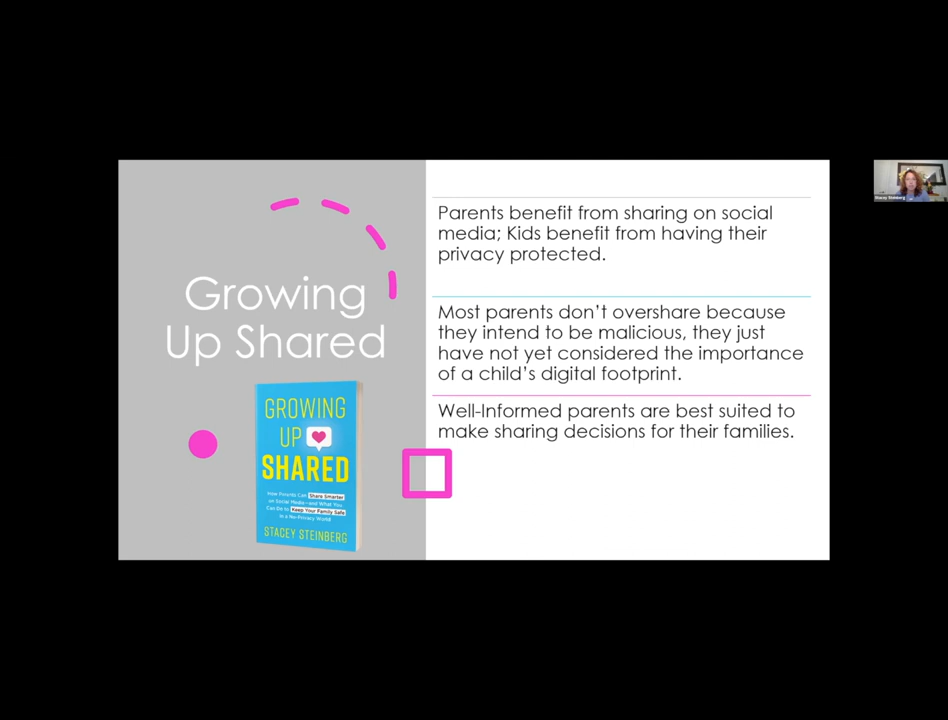 Growing
Up Shared
GROWING
UP
SHARED
How Parents Can Share Smarter
on Social Media—and What You
Can Do to Keep Your Family Safe
in a No-Privacy World
STACEY STEINBERG
Parents benefit from sharing on social
media; Kids benefit from having their
privacy protected.
Most parents don’t overshare because
they intend to be malicious, they just
have not yet considered the importance
of a child’s digital footprint.
Well-Informed parents are best suited to
make sharing decisions for their families.
Stacey Steinberg